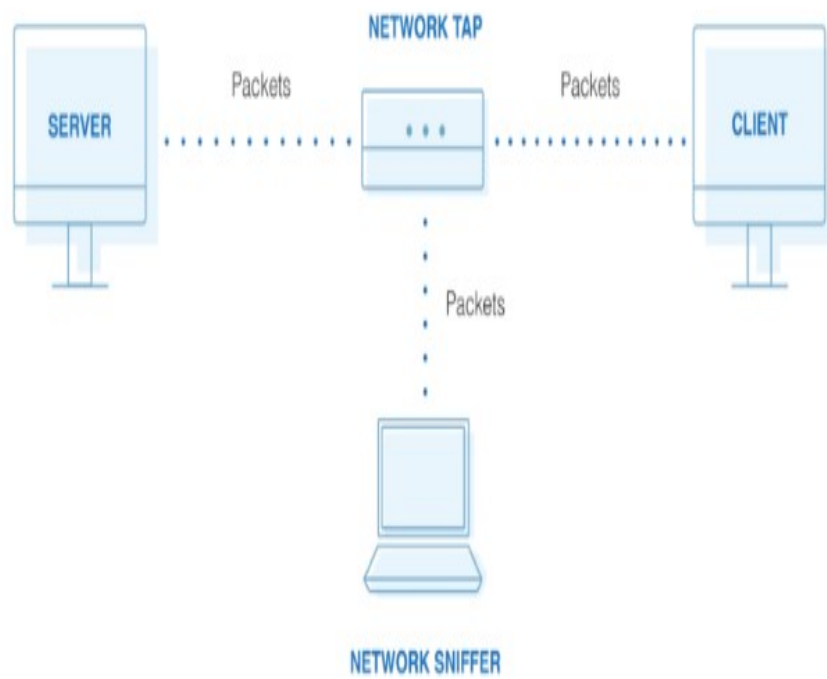 NETWORK TAP
Packets
Packets
SERVER
CLIENT
Packets
NETWORK SNIFFER